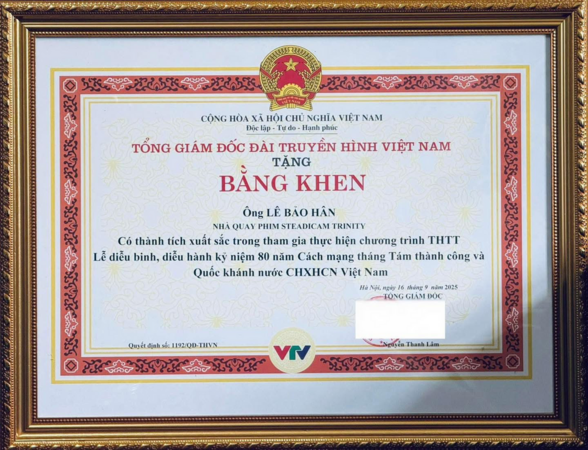 CỘNG HÒA XÃ HỘI CHỦ NGHĨA VIỆT NAM
Độc lập - Tự do - Hạnh phúc
TỔNG GIÁM ĐỐC ĐÀI TRUYỀN HÌNH VIỆT NAM
TẶNG
BẰNG KHEN
Ông LÊ BẢO HÂN
NHÀ QUAY PHIM STEADICAM TRINITY
Có thành tích xuất sắc trong tham gia thực hiện chương trình THTT
Lễ diễu binh, diễu hành kỷ niệm 80 năm Cách mạng tháng Tám thành công và
Quốc khánh nước CHXHCN Việt Nam
Hà Nội, ngày 16 tháng 9 năm 2025
TỔNG GIÁM ĐỐC
Quyết định số: 1192/QĐ-THVN
Nguyễn Thanh Lâm
VTV